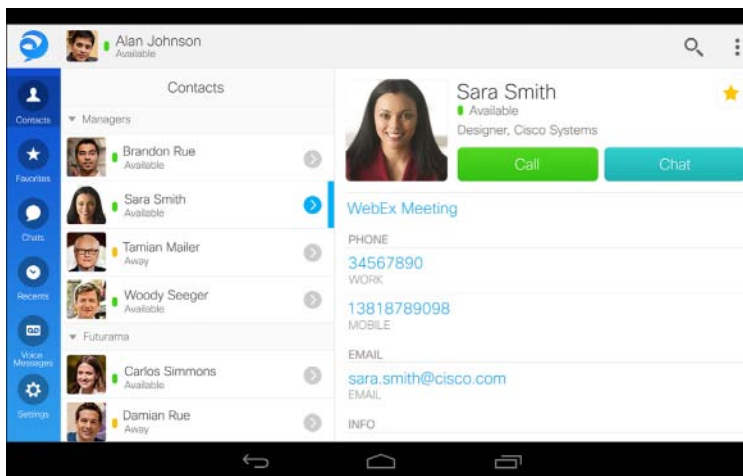 Alan Johnson
Available
Contacts
Favorites
Chats
Recents
Voice
Messages
Settings
Contacts
Managers
Brandon Rue
Available
Sara Smith
Available
Tamian Mailer
Away
Woody Seeger
Available
Futurama
Carlos Simmons
Available
Damian Rue
Away
Sara Smith
Available
Designer, Cisco Systems
Call
Chat
WebEx Meeting
PHONE
34567890
WORK
13818789098
MOBILE
EMAIL
sara.smith@cisco.com
EMAIL
INFO